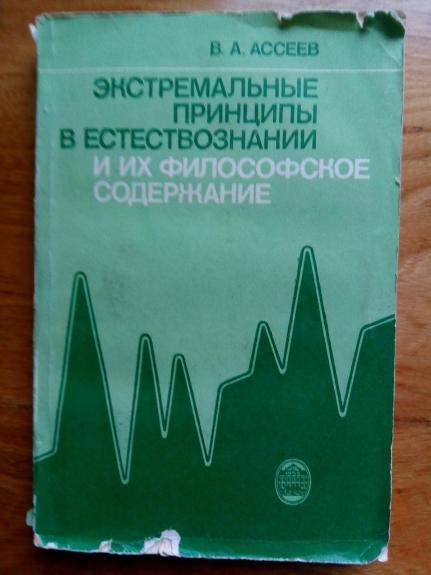 В. А. АССЕЕВ
ЭКСТРЕМАЛЬНЫЕ
ПРИНЦИПЫ
В ЕСТЕСТВОЗНАНИИ
И ИХ ФИЛОСОФСКОЕ
СОДЕРЖАНИЕ